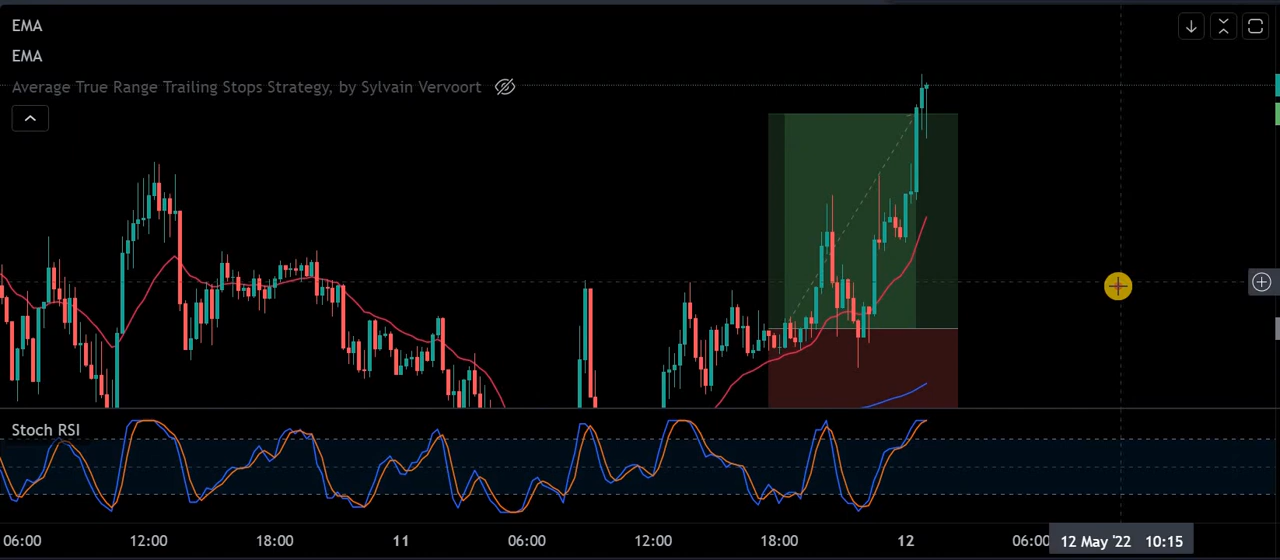 EMA
EMA
Average True Range Trailing Stops Strategy, by Sylvain Vervoort
Stoch RSI
06:00 12:00 18:00 11 06:00 12:00 18:00 12 06:00 12 May '22 10:15